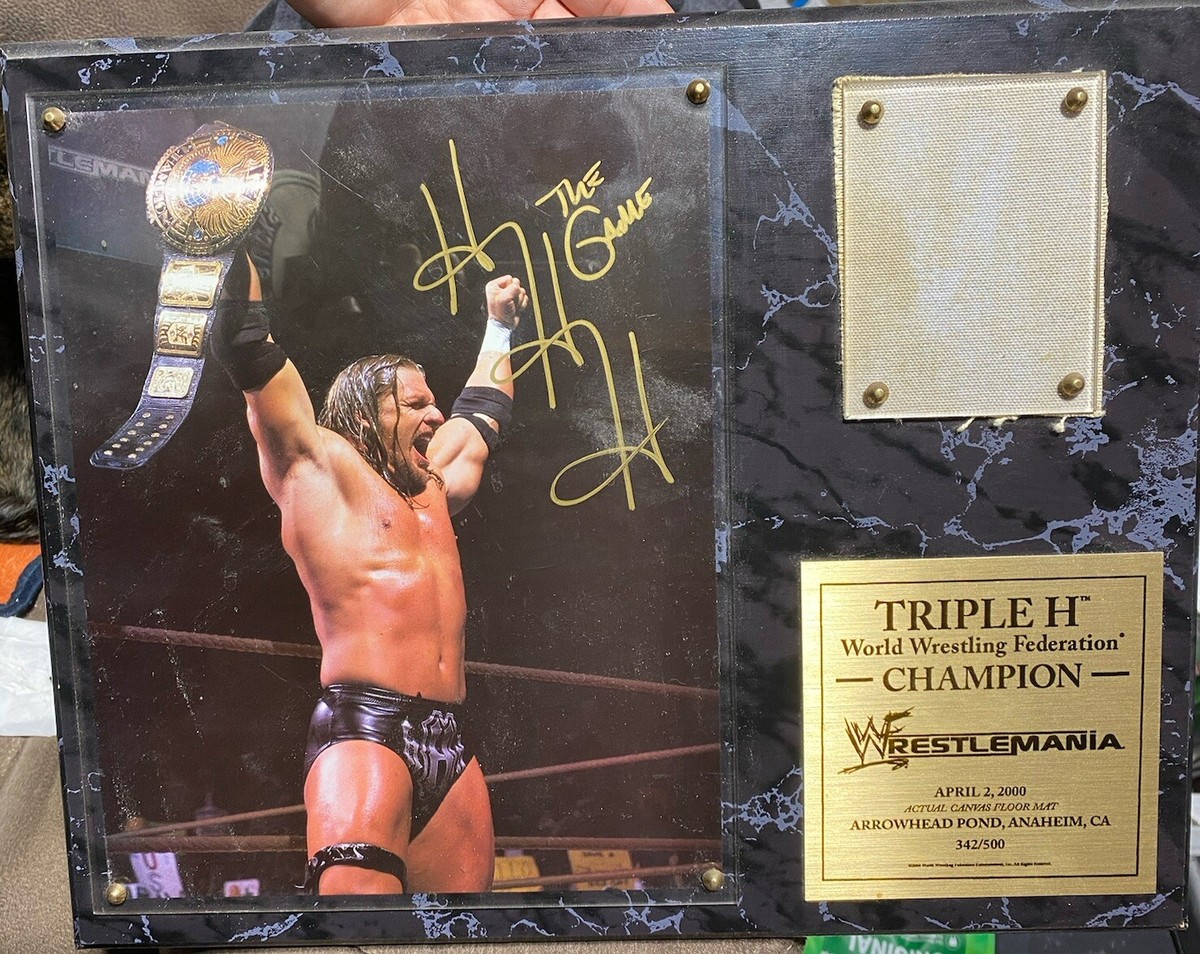 LEMAN
H THE
H GAME
H
TRIPLE H™
World Wrestling Federation®
— CHAMPION —
WRESTLEMANIA
APRIL 2, 2000
ACTUAL CANVAS FLOOR MAT
ARROWHEAD POND, ANAHEIM, CA
342/500
ORIGINAL